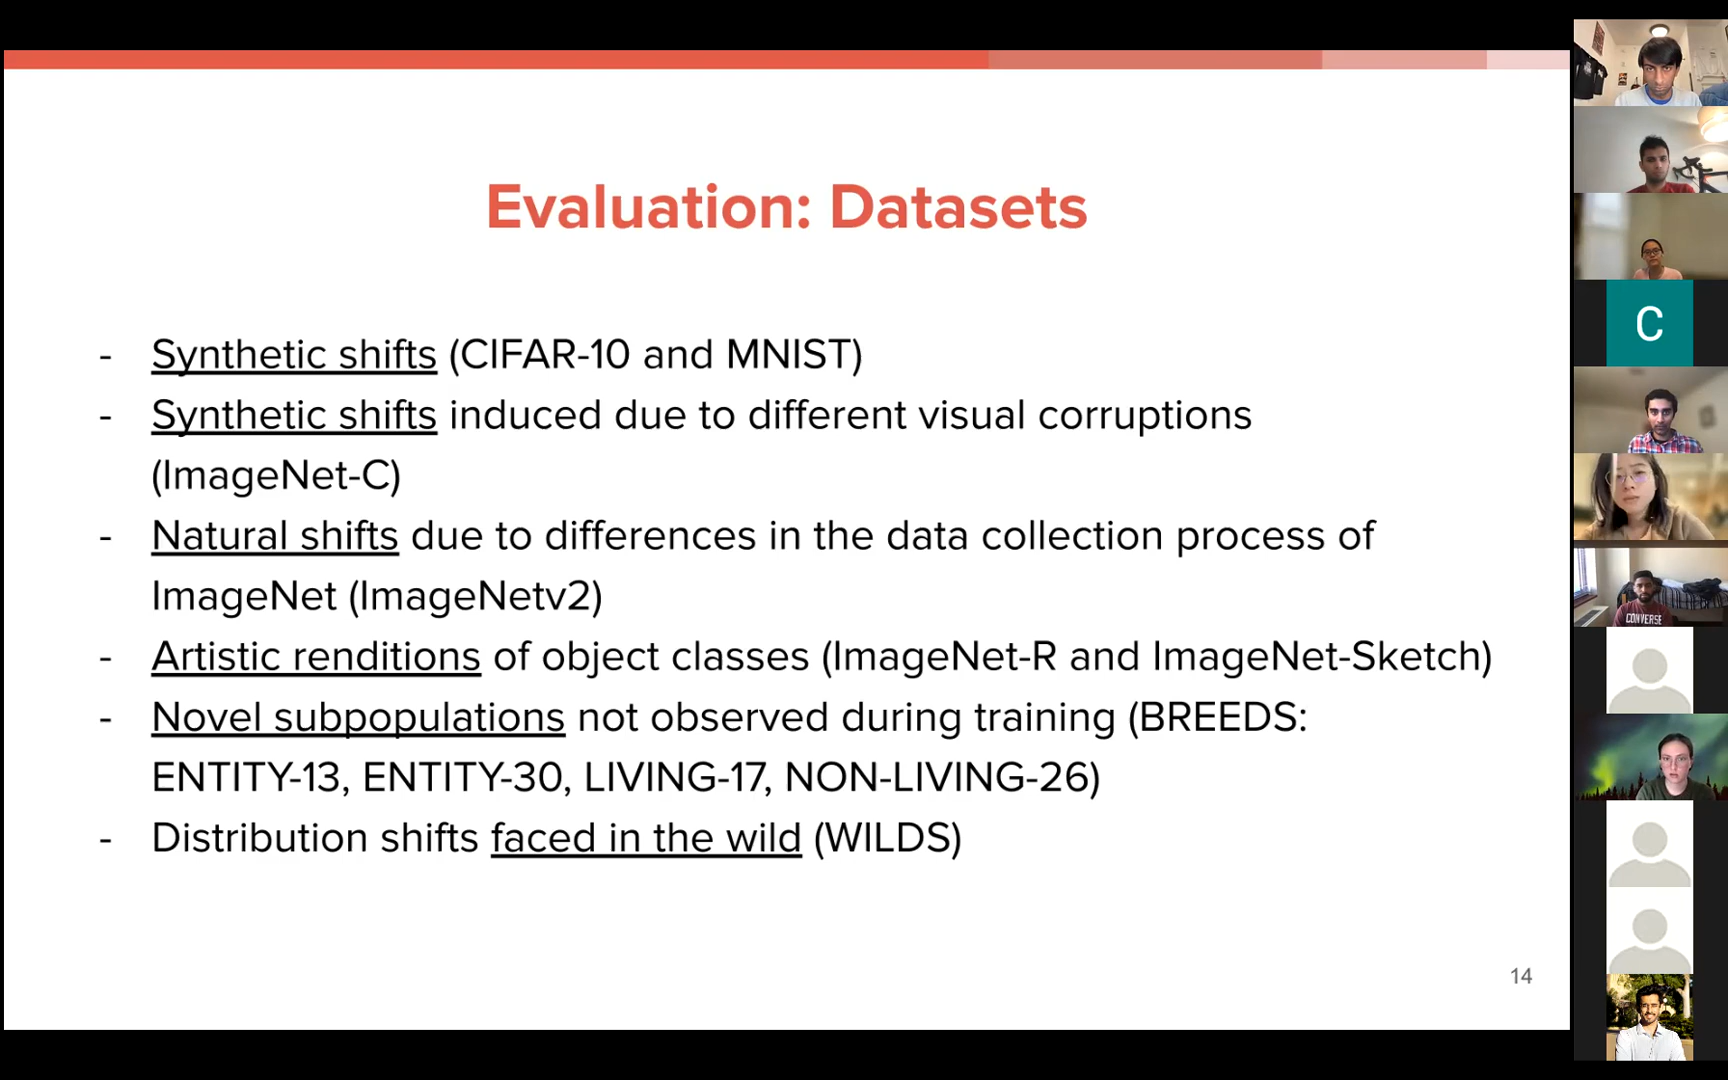 Evaluation: Datasets
- Synthetic shifts (CIFAR-10 and MNIST)
- Synthetic shifts induced due to different visual corruptions
(ImageNet-C)
- Natural shifts due to differences in the data collection process of
ImageNet (ImageNetv2)
- Artistic renditions of object classes (ImageNet-R and ImageNet-Sketch)
- Novel subpopulations not observed during training (BREEDS:
ENTITY-13, ENTITY-30, LIVING-17, NON-LIVING-26)
- Distribution shifts faced in the wild (WILDS)
14
C
CONVERSE